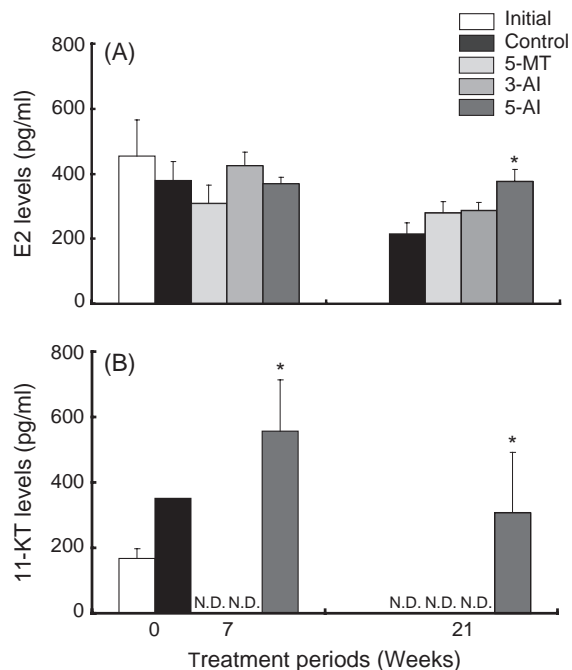 Initial
Control
5-MT
3-AI
5-AI
(A)
800
600
400
200
0
E2 levels (pg/ml)
*
(B)
800
600
400
200
0
11-KT levels (pg/ml)
*
*
N.D. N.D.
N.D. N.D. N.D.
0 7 21
Treatment periods (Weeks)